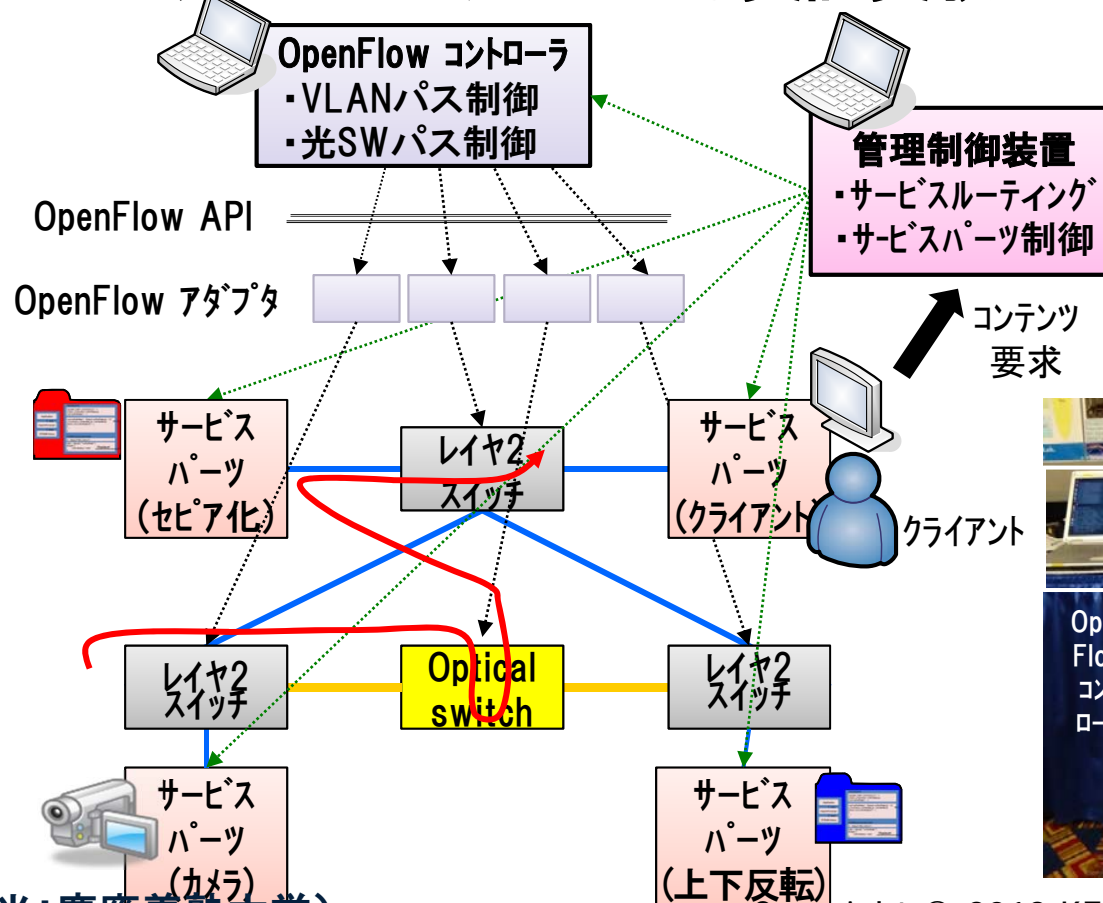 OpenFlow コントローラ
・VLANパス制御
・光SWパス制御
管理制御装置
・サービスルーティング
・サービスパーツ制御
OpenFlow API
OpenFlow アダプタ
コンテンツ
要求
サービス
パーツ
(セピア化)
レイヤ2
スイッチ
サービス
パーツ
(クライアント)
クライアント
レイヤ2
スイッチ
Optical
switch
レイヤ2
スイッチ
サービス
パーツ
(カメラ)
サービス
パーツ
(上下反転)